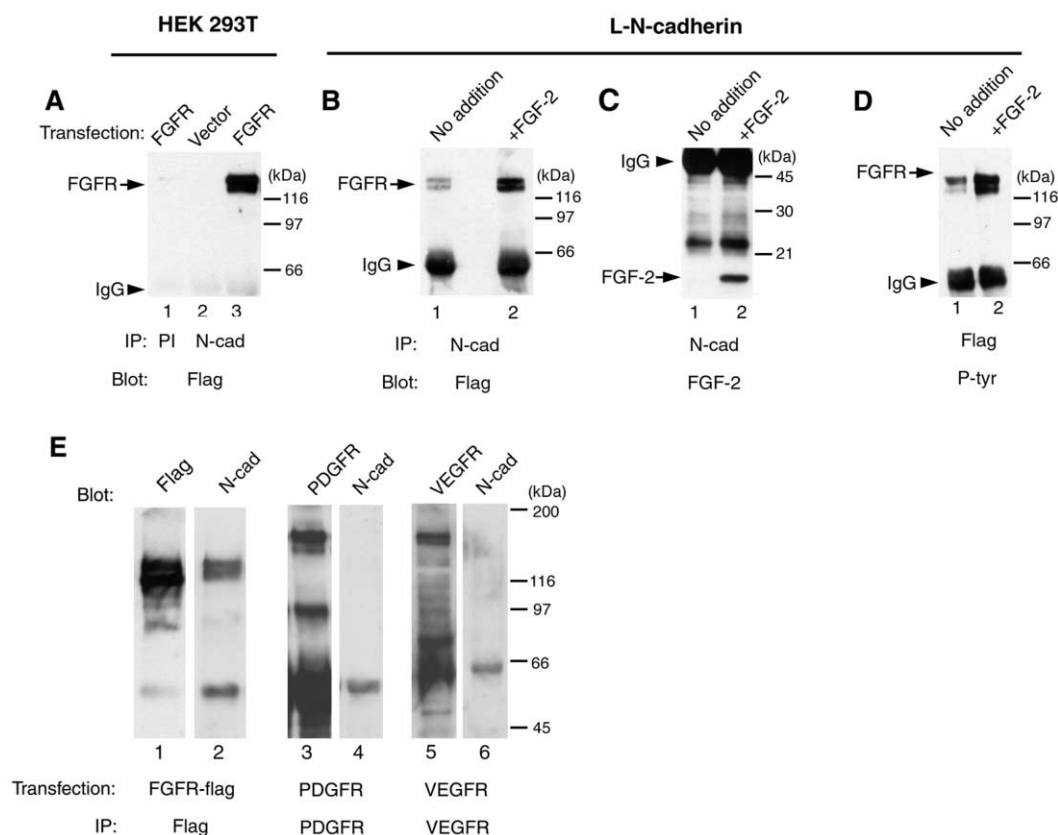 HEK 293T
L-N-cadherin
A
Transfection: FGFR Vector FGFR
FGFR
(kDa)
116
97
66
IgG
1 2 3
IP: PI N-cad
Blot: Flag
B
No addition +FGF-2
FGFR
(kDa)
116
97
66
IgG
1 2
IP: N-cad
Blot: Flag
C
No addition +FGF-2
IgG
(kDa)
45
30
21
FGF-2
1 2
N-cad
FGF-2
D
No addition +FGF-2
FGFR
(kDa)
116
97
66
IgG
1 2
Flag
P-tyr
E
Blot: Flag N-cad PDGFR N-cad VEGFR N-cad
(kDa)
200
116
97
66
45
1 2 3 4 5 6
Transfection: FGFR-flag PDGFR VEGFR
IP: Flag PDGFR VEGFR